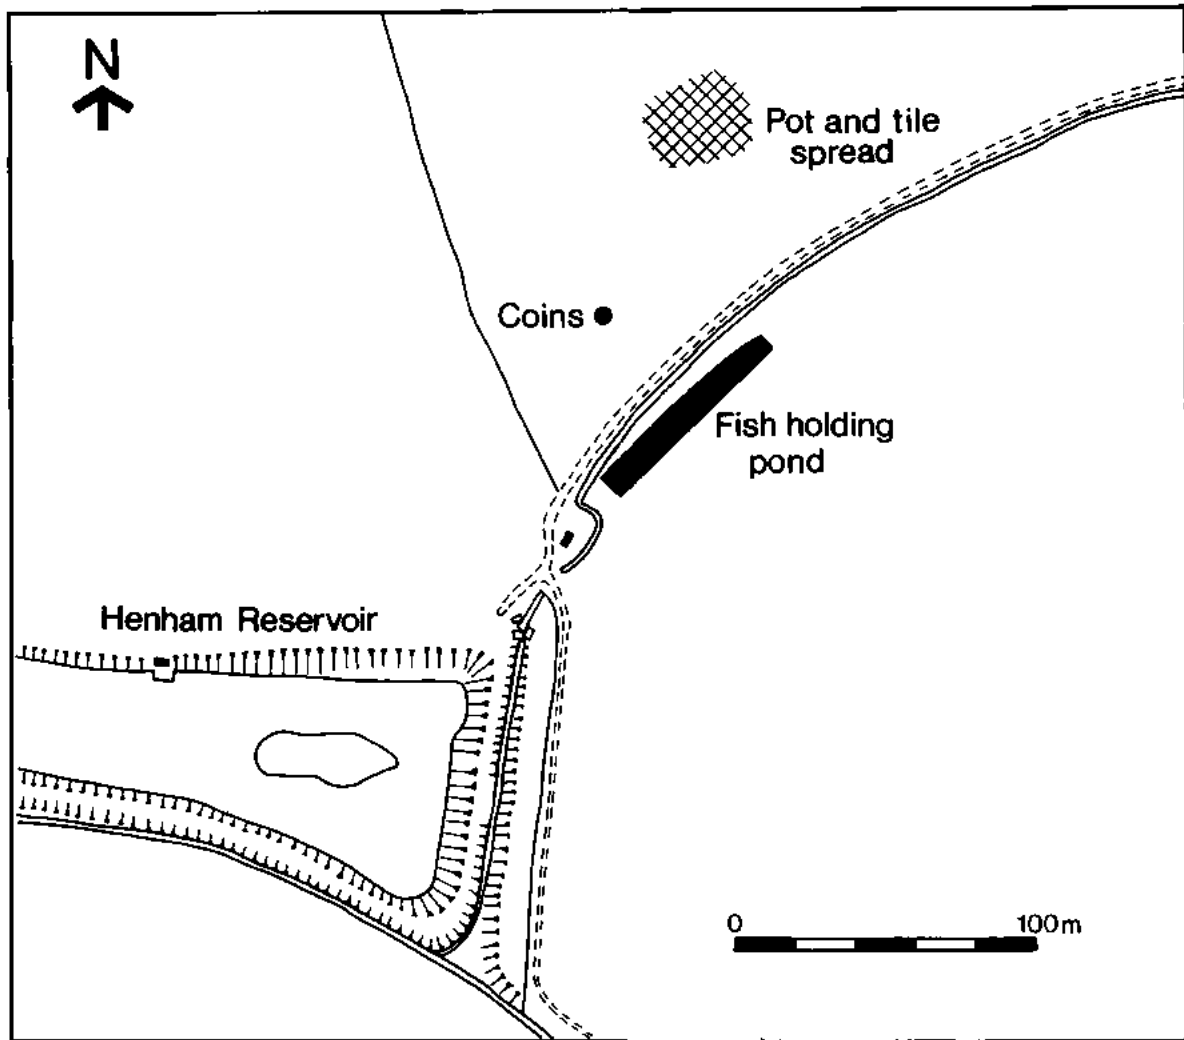 N
Pot and tile
spread
Coins
Fish holding
pond
Henham Reservoir
0 100m